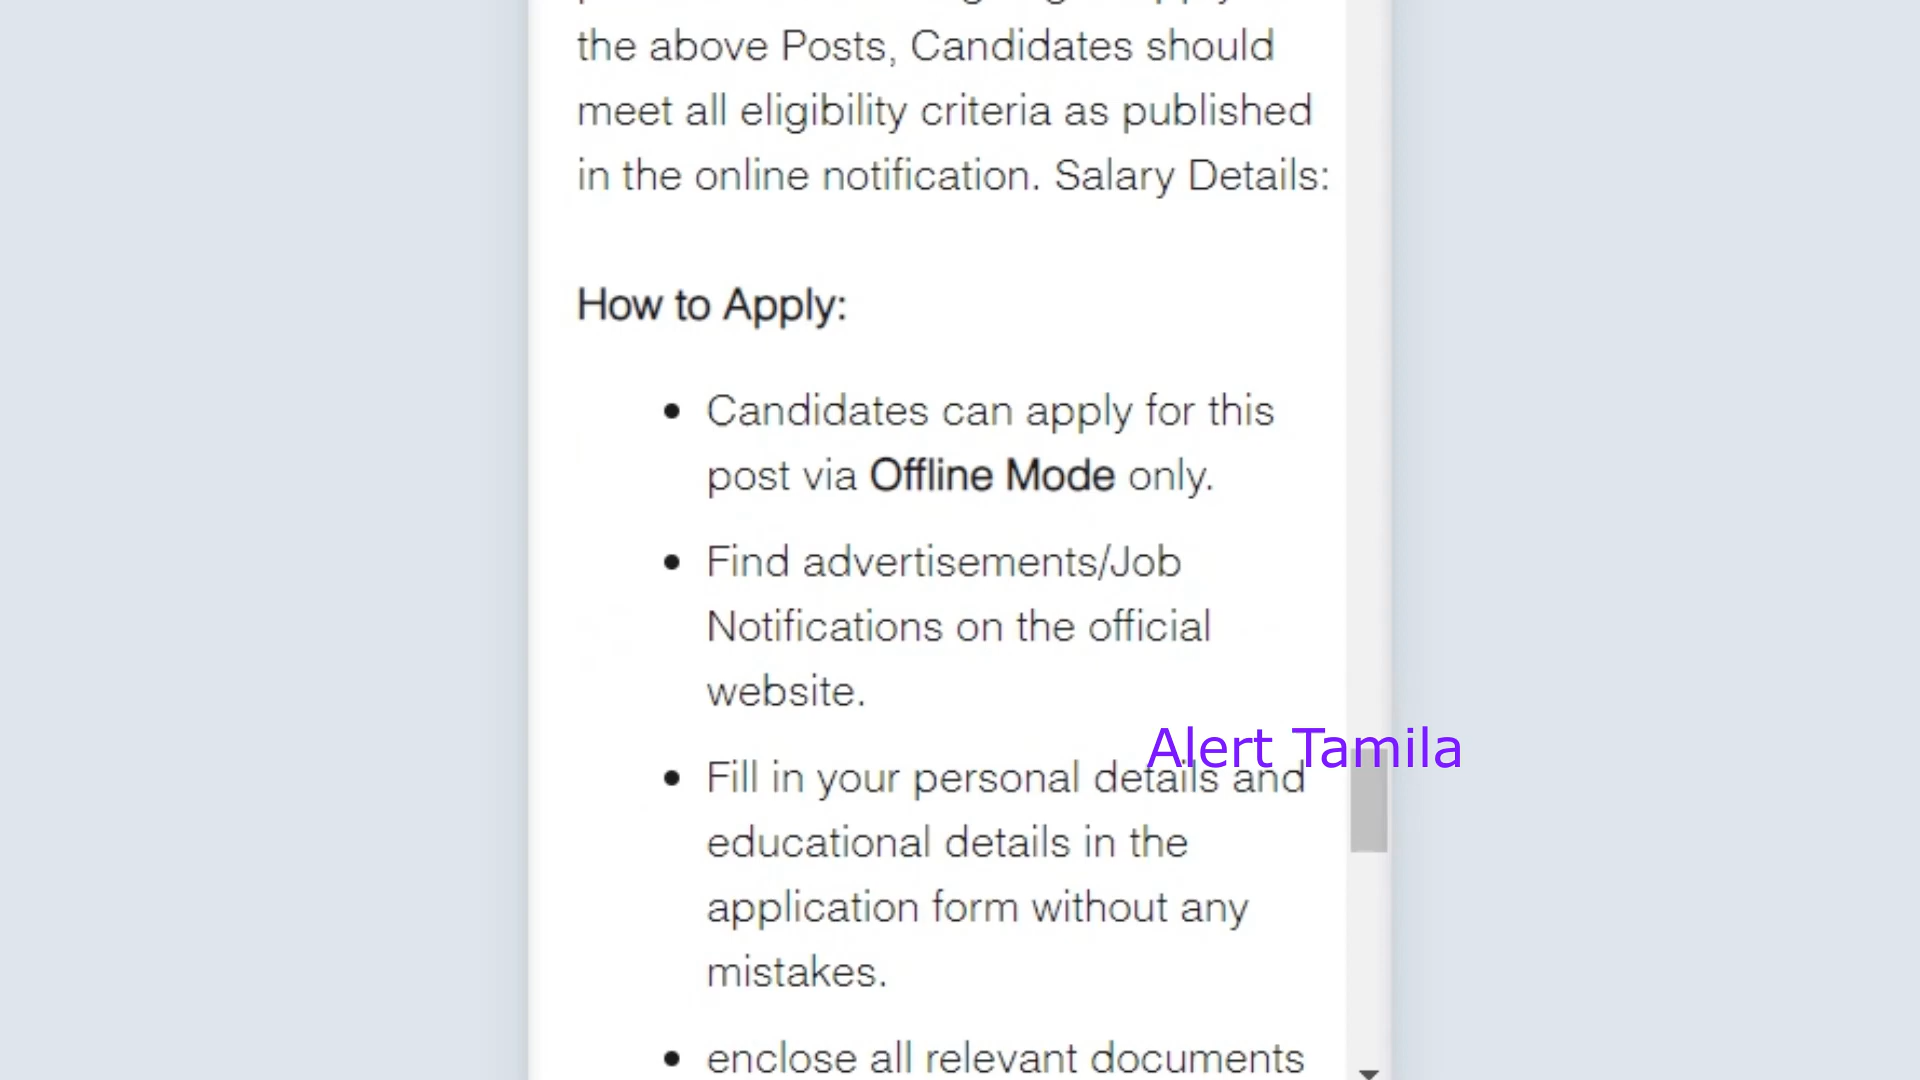 the above Posts, Candidates should
meet all eligibility criteria as published
in the online notification. Salary Details:
How to Apply:
Candidates can apply for this
post via Offline Mode only.
Find advertisements/Job
Notifications on the official
website.
Alert Tamila
Fill in your personal details and
educational details in the
application form without any
mistakes.
enclose all relevant documents